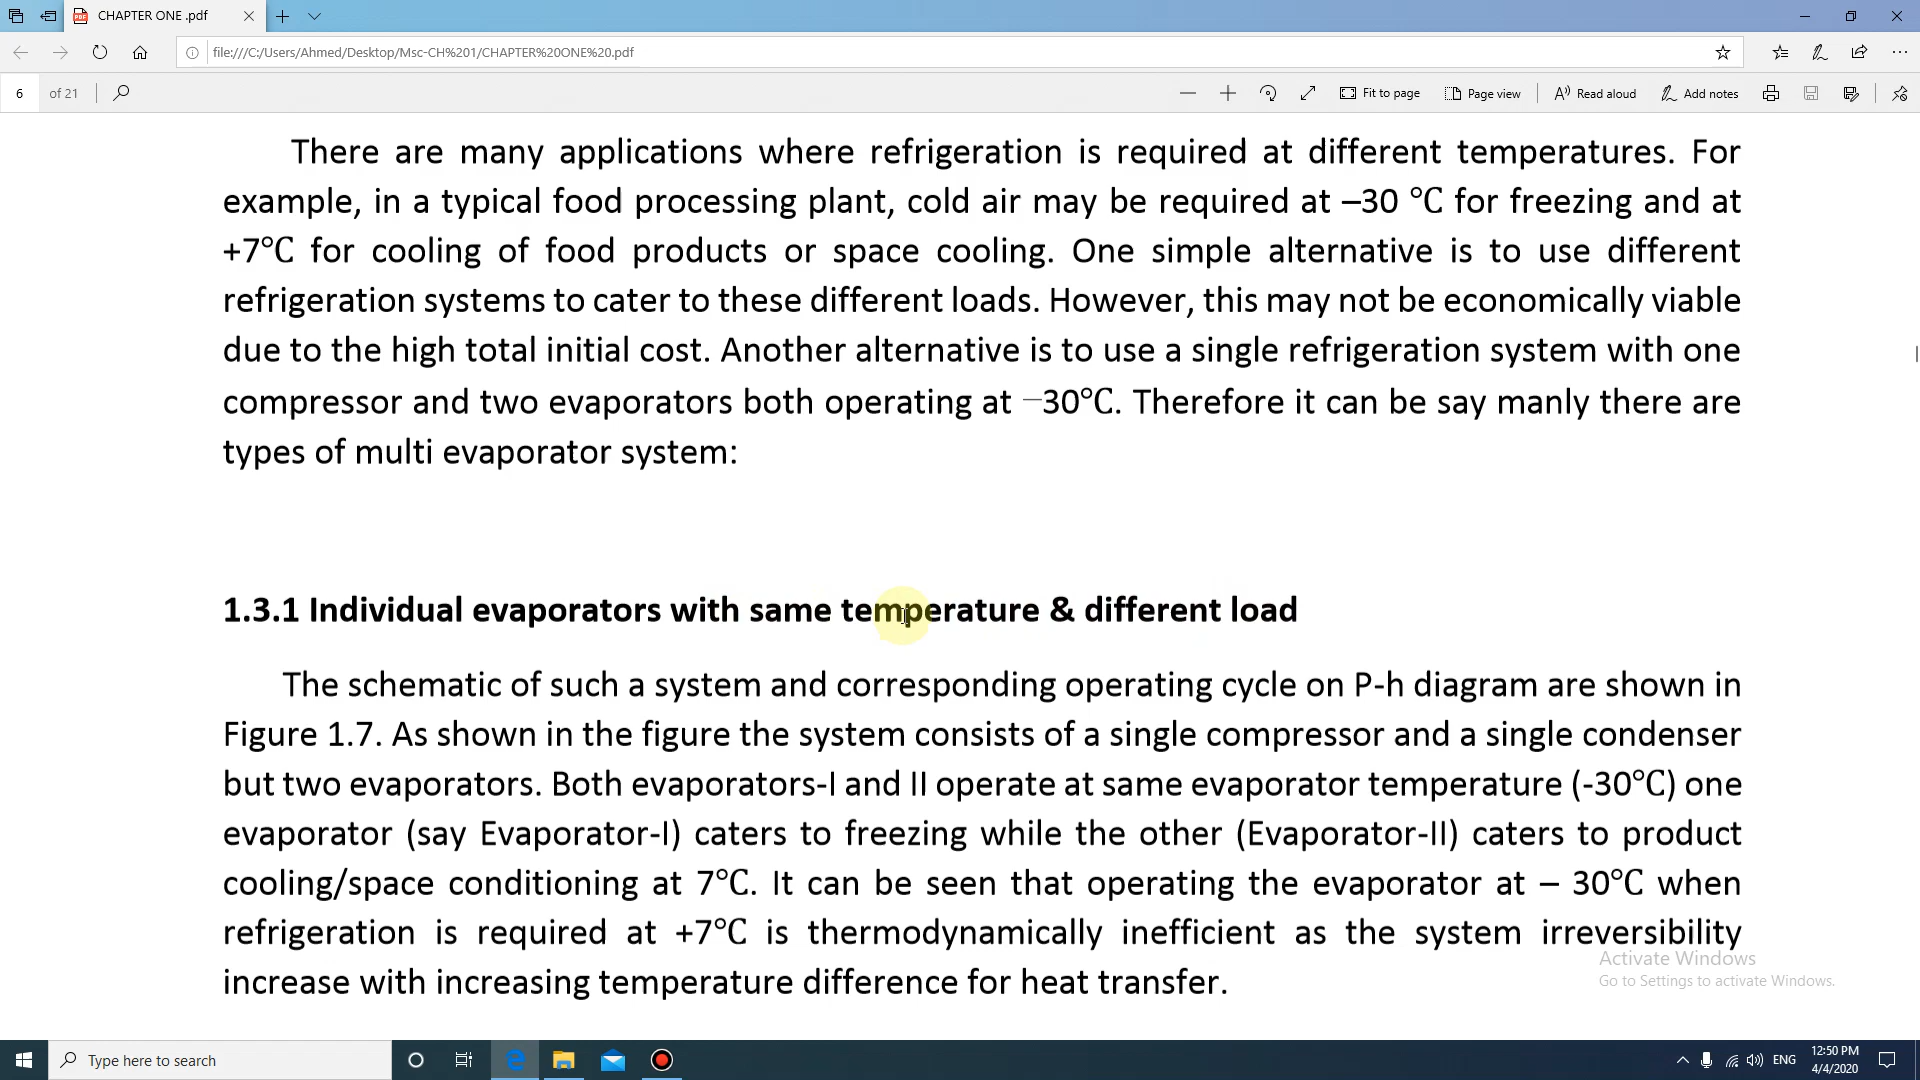 CHAPTER ONE .pdf
file:///C:/Users/Ahmed/Desktop/Msc-CH%201/CHAPTER%20ONE%20.pdf
6 of 21 Fit to page Page view Read aloud Add notes
There are many applications where refrigeration is required at different temperatures. For
example, in a typical food processing plant, cold air may be required at –30 ℃ for freezing and at
+7℃ for cooling of food products or space cooling. One simple alternative is to use different
refrigeration systems to cater to these different loads. However, this may not be economically viable
due to the high total initial cost. Another alternative is to use a single refrigeration system with one
compressor and two evaporators both operating at −30℃. Therefore it can be say manly there are
types of multi evaporator system:
1.3.1 Individual evaporators with same temperature & different load
The schematic of such a system and corresponding operating cycle on P-h diagram are shown in
Figure 1.7. As shown in the figure the system consists of a single compressor and a single condenser
but two evaporators. Both evaporators-I and II operate at same evaporator temperature (-30℃) one
evaporator (say Evaporator-I) caters to freezing while the other (Evaporator-II) caters to product
cooling/space conditioning at 7℃. It can be seen that operating the evaporator at – 30℃ when
refrigeration is required at +7℃ is thermodynamically inefficient as the system irreversibility
increase with increasing temperature difference for heat transfer.
Activate Windows
Go to Settings to activate Windows.
Type here to search
ENG
12:50 PM
4/4/2020